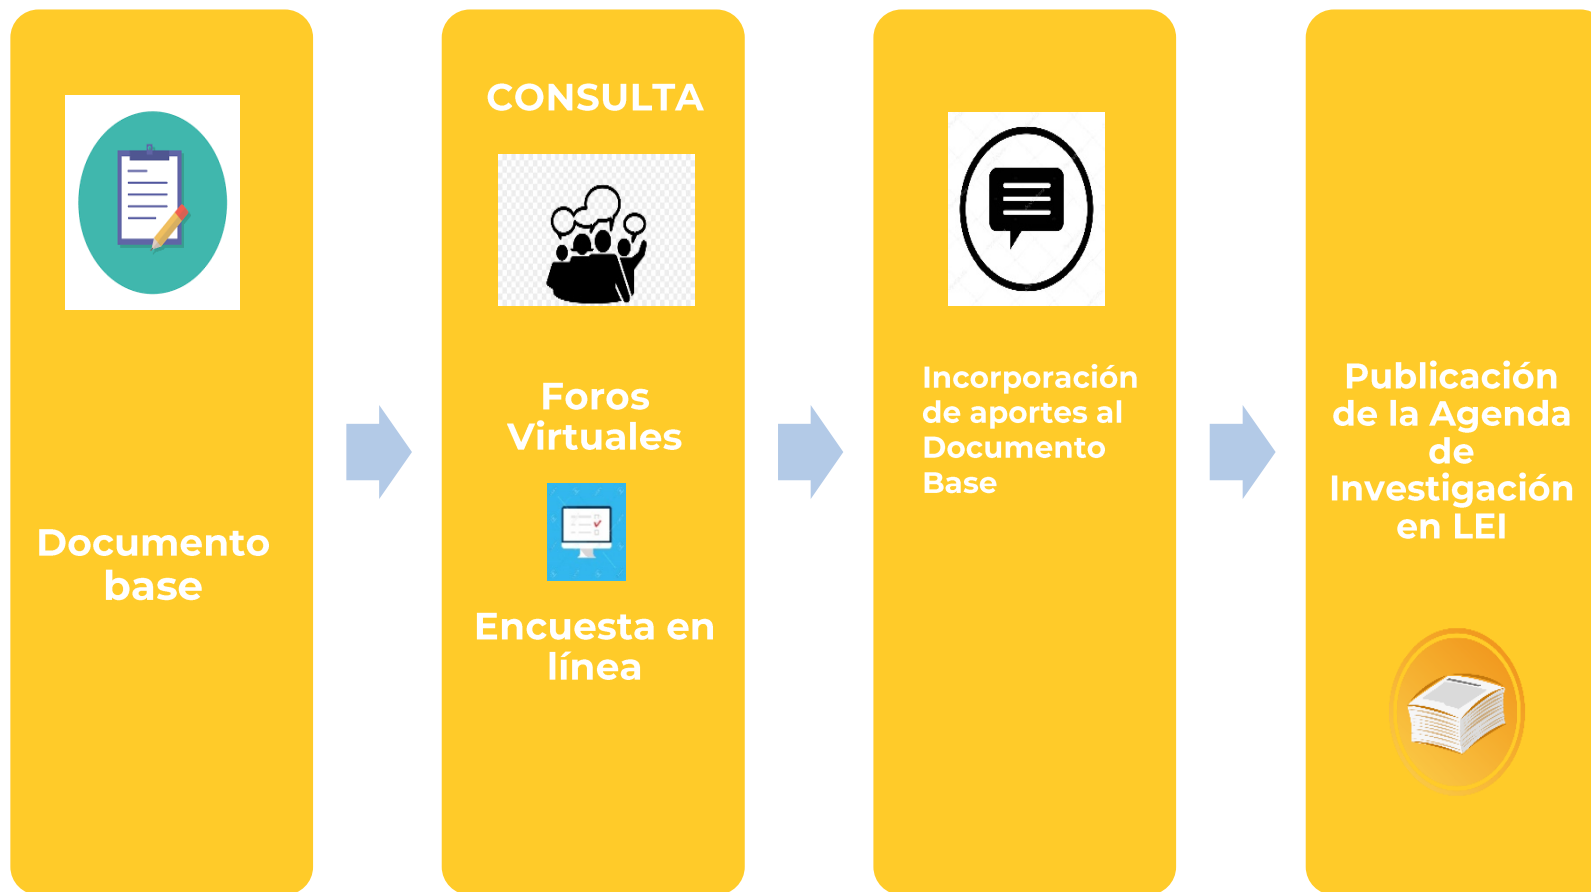 Documento
base
CONSULTA
Foros
Virtuales
Encuesta en
línea
Incorporación
de aportes al
Documento
Base
Publicación
de la Agenda
de
Investigación
en LEI